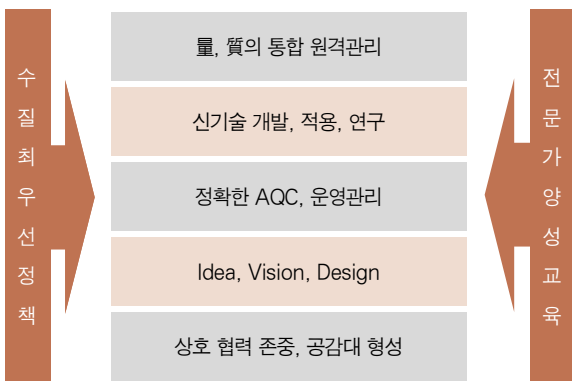 수질최우선정책
量, 質의 통합 원격관리
신기술 개발, 적용, 연구
정확한 AQC, 운영관리
Idea, Vision, Design
상호 협력 존중, 공감대 형성
전문가양성교육